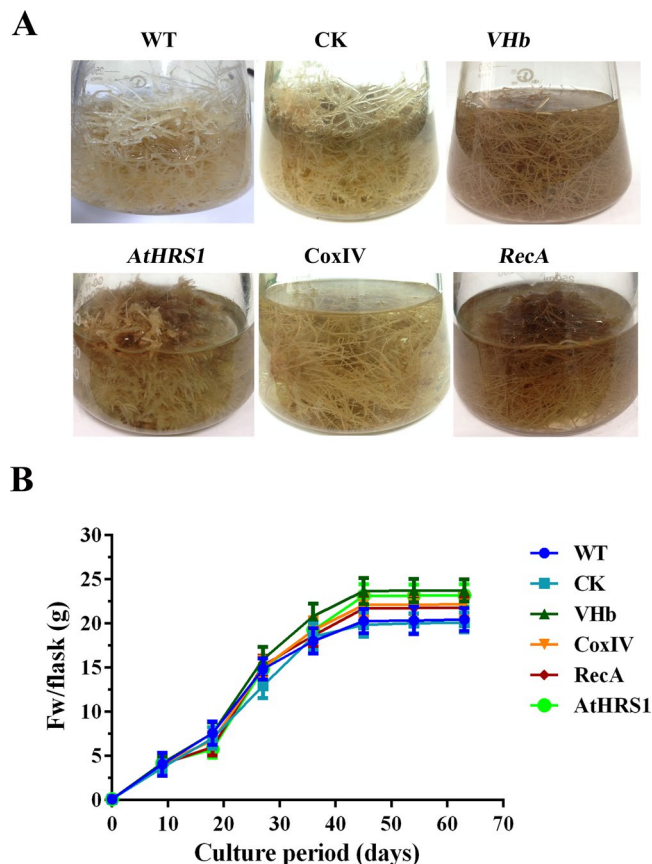 A
WT CK VHb
AtHRS1 CoxIV RecA
B
30
25
20
15
10
5
0
Fw/flask (g)
0 10 20 30 40 50 60 70
Culture period (days)
WT
CK
VHb
CoxIV
RecA
AtHRS1